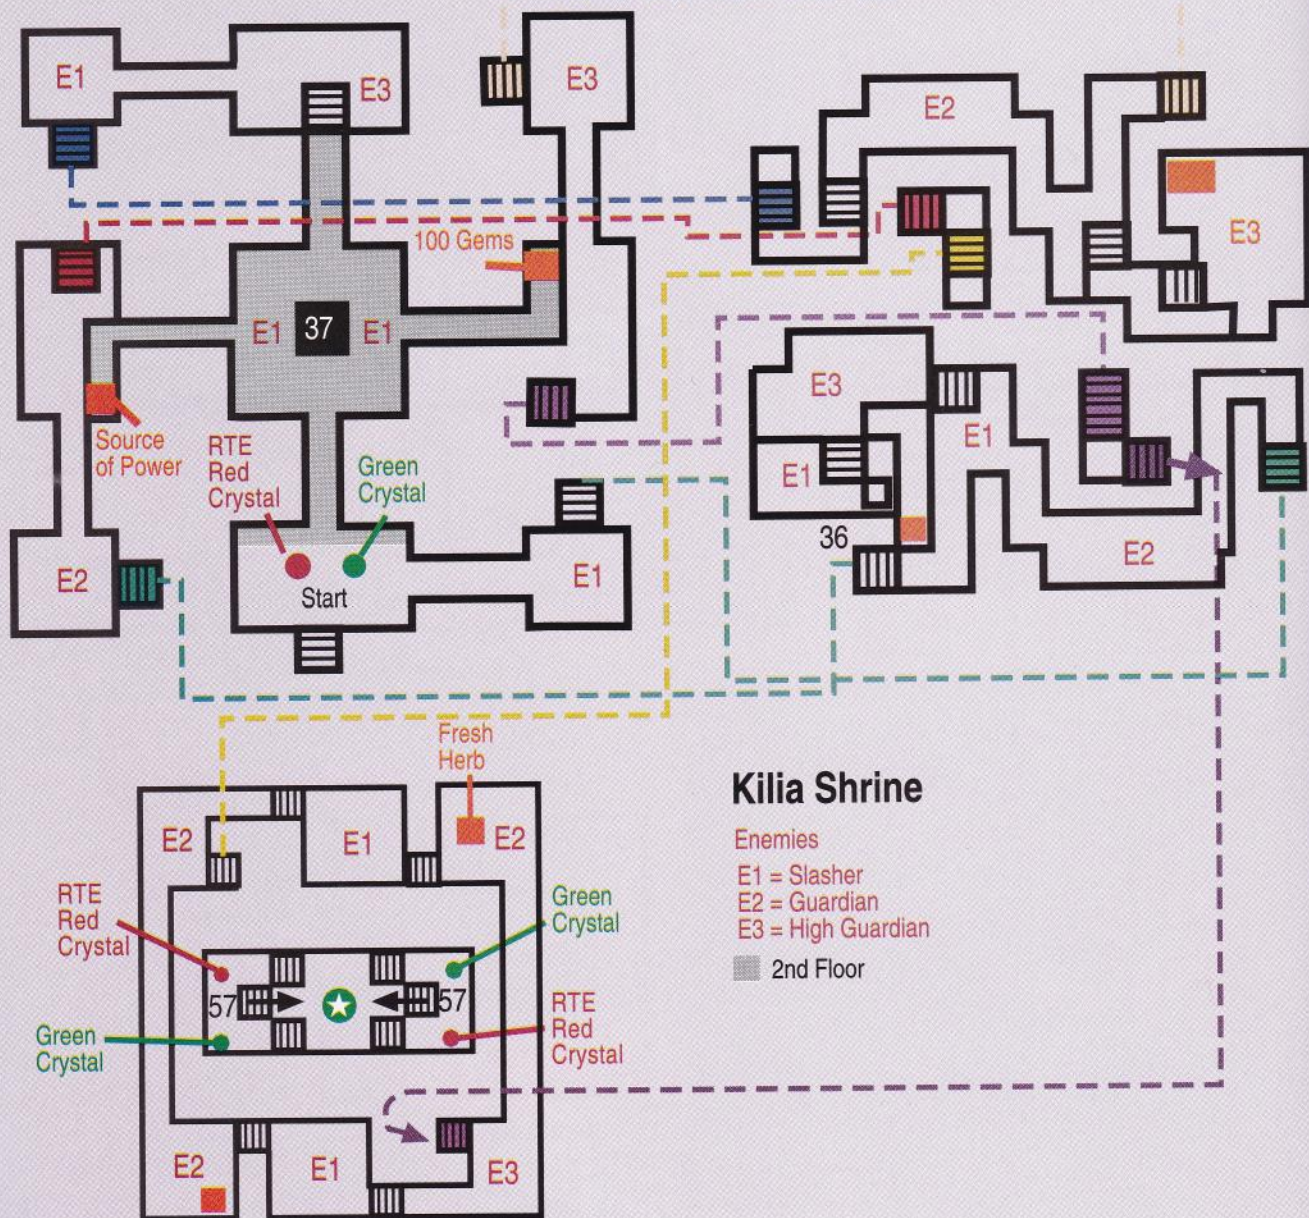 E1
E3
E3
E2
E3
100 Gems
E1
37
E1
Source
of Power
RTE
Red
Crystal
Green
Crystal
E2
Start
E1
E3
E1
E1
36
E2
Fresh
Herb
E2
E1
E2
Kilia Shrine
Enemies
E1 = Slasher
E2 = Guardian
E3 = High Guardian
2nd Floor
RTE
Red
Crystal
Green
Crystal
57
57
RTE
Red
Crystal
Green
Crystal
E2
E1
E3